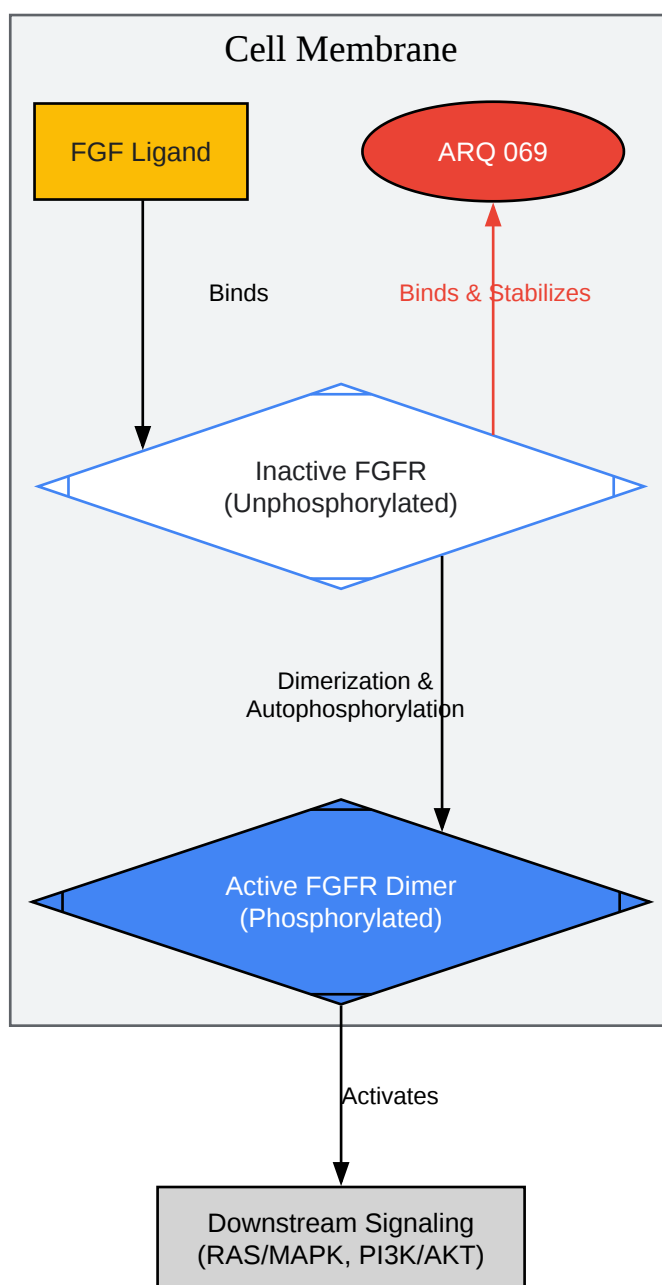 Cell Membrane
FGF Ligand
ARQ 069
Binds
Binds & Stabilizes
Inactive FGFR
(Unphosphorylated)
Dimerization &
Autophosphorylation
Active FGFR Dimer
(Phosphorylated)
Activates
Downstream Signaling
(RAS/MAPK, PI3K/AKT)